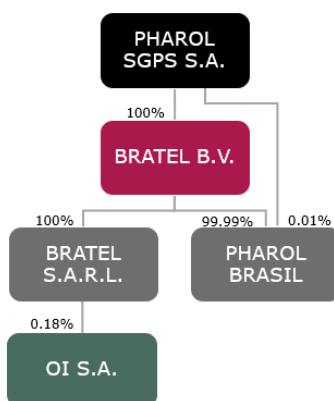 PHAROL
SGPS S.A.
100%
BRATEL B.V.
100%
99.99%
0.01%
BRATEL
S.A.R.L.
PHAROL
BRASIL
0.18%
OI S.A.